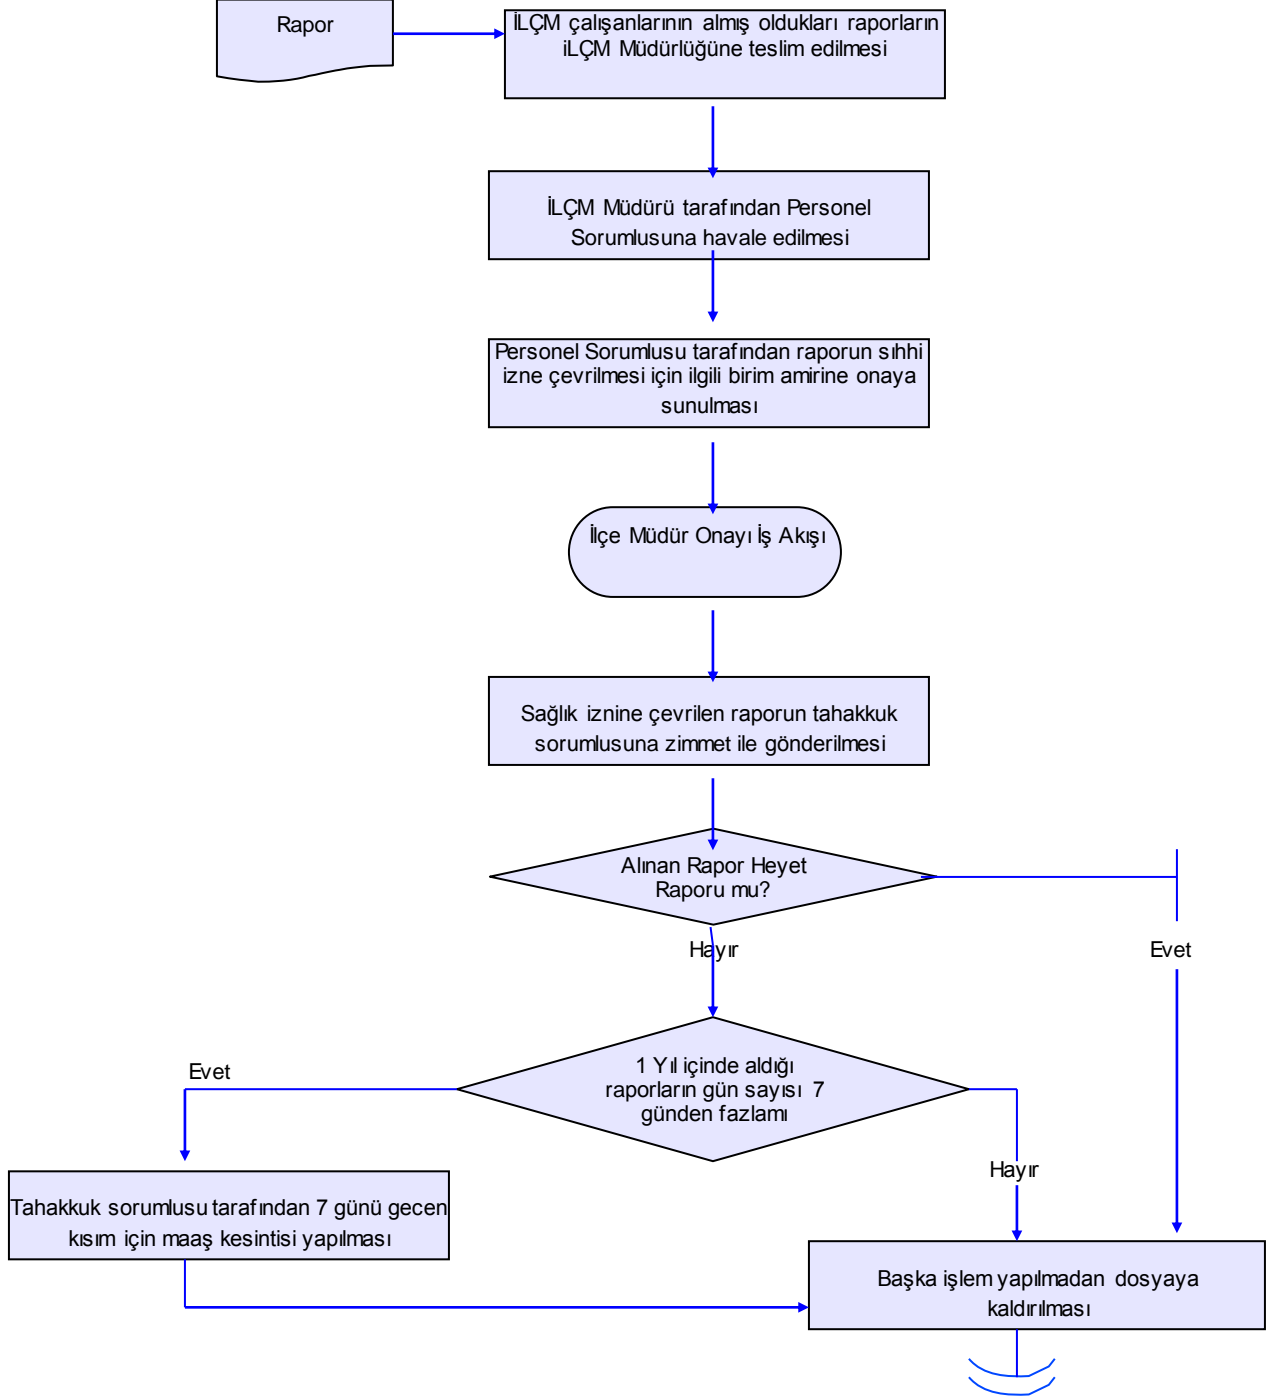 Rapor
İLÇM çalışanlarının almış oldukları raporların
iLÇM Müdürlüğüne teslim edilmesi
İLÇM Müdürü tarafından Personel
Sorumlusuna havale edilmesi
Personel Sorumlusu tarafından raporun sıhhi
izne çevrilmesi için ilgili birim amirine onaya
sunulması
İlçe Müdür Onayı İş Akışı
Sağlık iznine çevrilen raporun tahakkuk
sorumlusuna zimmet ile gönderilmesi
Alınan Rapor Heyet
Raporu mu?
Hayır
Evet
1 Yıl içinde aldığı
raporların gün sayısı 7
günden fazlamı
Evet
Hayır
Tahakkuk sorumlusu tarafından 7 günü gecen
kısım için maaş kesintisi yapılması
Başka işlem yapılmadan dosyaya
kaldırılması